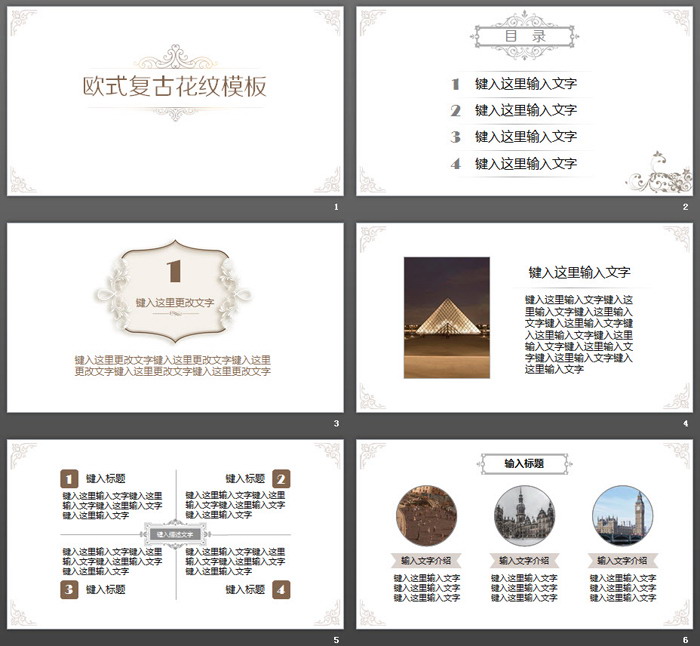 欧式复古花纹模板
1
目 录
1 键入这里输入文字
2 键入这里输入文字
3 键入这里输入文字
4 键入这里输入文字
2
1
键入这里更改文字
键入这里更改文字键入这里更改文字键入这里
更改文字键入这里更改文字键入这里更改文字
3
键入这里输入文字
键入这里输入文字键入这
里输入文字键入这里输入
文字键入这里输入文字键
入这里输入文字键入这里
输入文字键入这里输入文
字键入这里输入文字键入
这里输入文字
4
1 键入标题
键入这里输入文字键入这里
输入文字键入这里输入文字
键入这里输入文字
键入标题 2
键入这里输入文字键入这里
输入文字键入这里输入文字
键入这里输入文字
键入描述文字
键入这里输入文字键入这里
输入文字键入这里输入文字
键入这里输入文字
3 键入标题
键入这里输入文字键入这里
输入文字键入这里输入文字
键入这里输入文字
键入标题 4
5
输入标题
输入文字介绍
键入这里输入文字
键入这里输入文字
键入这里输入文字
输入文字介绍
键入这里输入文字
键入这里输入文字
键入这里输入文字
输入文字介绍
键入这里输入文字
键入这里输入文字
键入这里输入文字
6